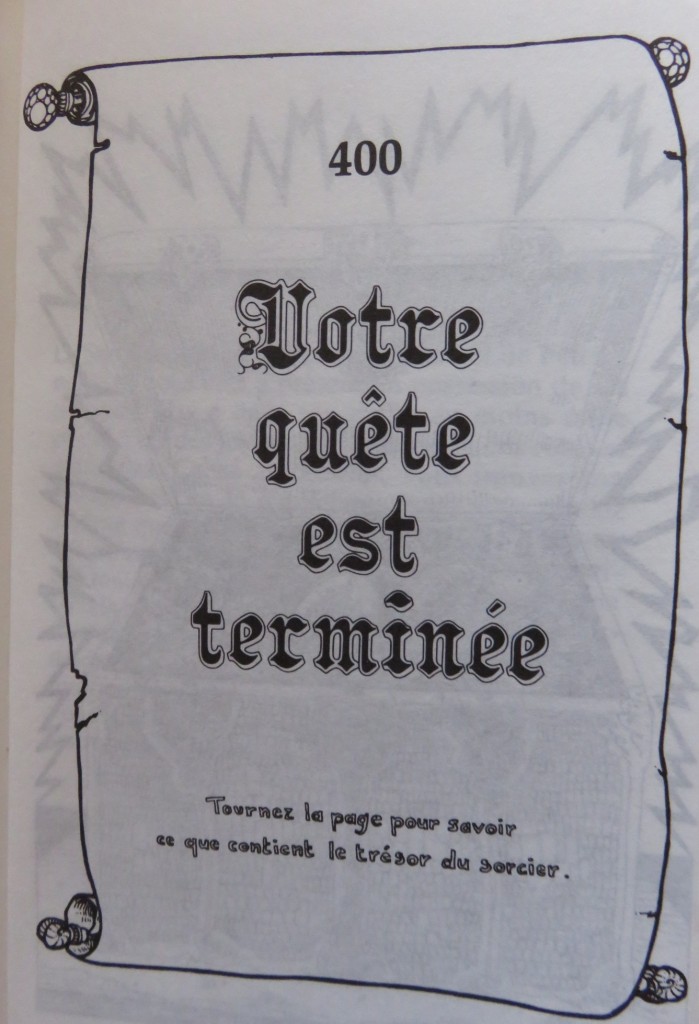 400
Votre
quête
est
terminée
Tournez la page pour savoir
ce que contient le trésor du sorcier.